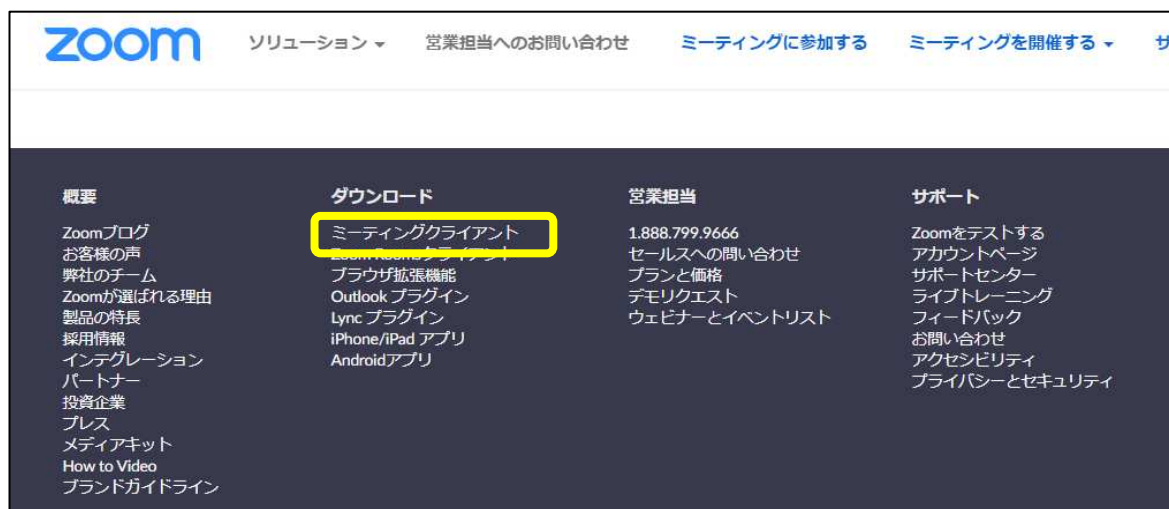 zoom ソリューション 営業担当へのお問い合わせ ミーティングに参加する ミーティングを開催する サ
概要
Zoomブログ
お客様の声
弊社のチーム
Zoomが選ばれる理由
製品の特長
採用情報
インテグレーション
パートナー
投資企業
プレス
メディアキット
How to Video
ブランドガイドライン
ダウンロード
ミーティングクライアント
Zoom Roomsクライアント
ブラウザ拡張機能
Outlook プラグイン
Lync プラグイン
iPhone/iPad アプリ
Androidアプリ
営業担当
1.888.799.9666
セールスへの問い合わせ
プランと価格
デモリクエスト
ウェビナーとイベントリスト
サポート
Zoomをテストする
アカウントページ
サポートセンター
ライブトレーニング
フィードバック
お問い合わせ
アクセシビリティ
プライバシーとセキュリティ